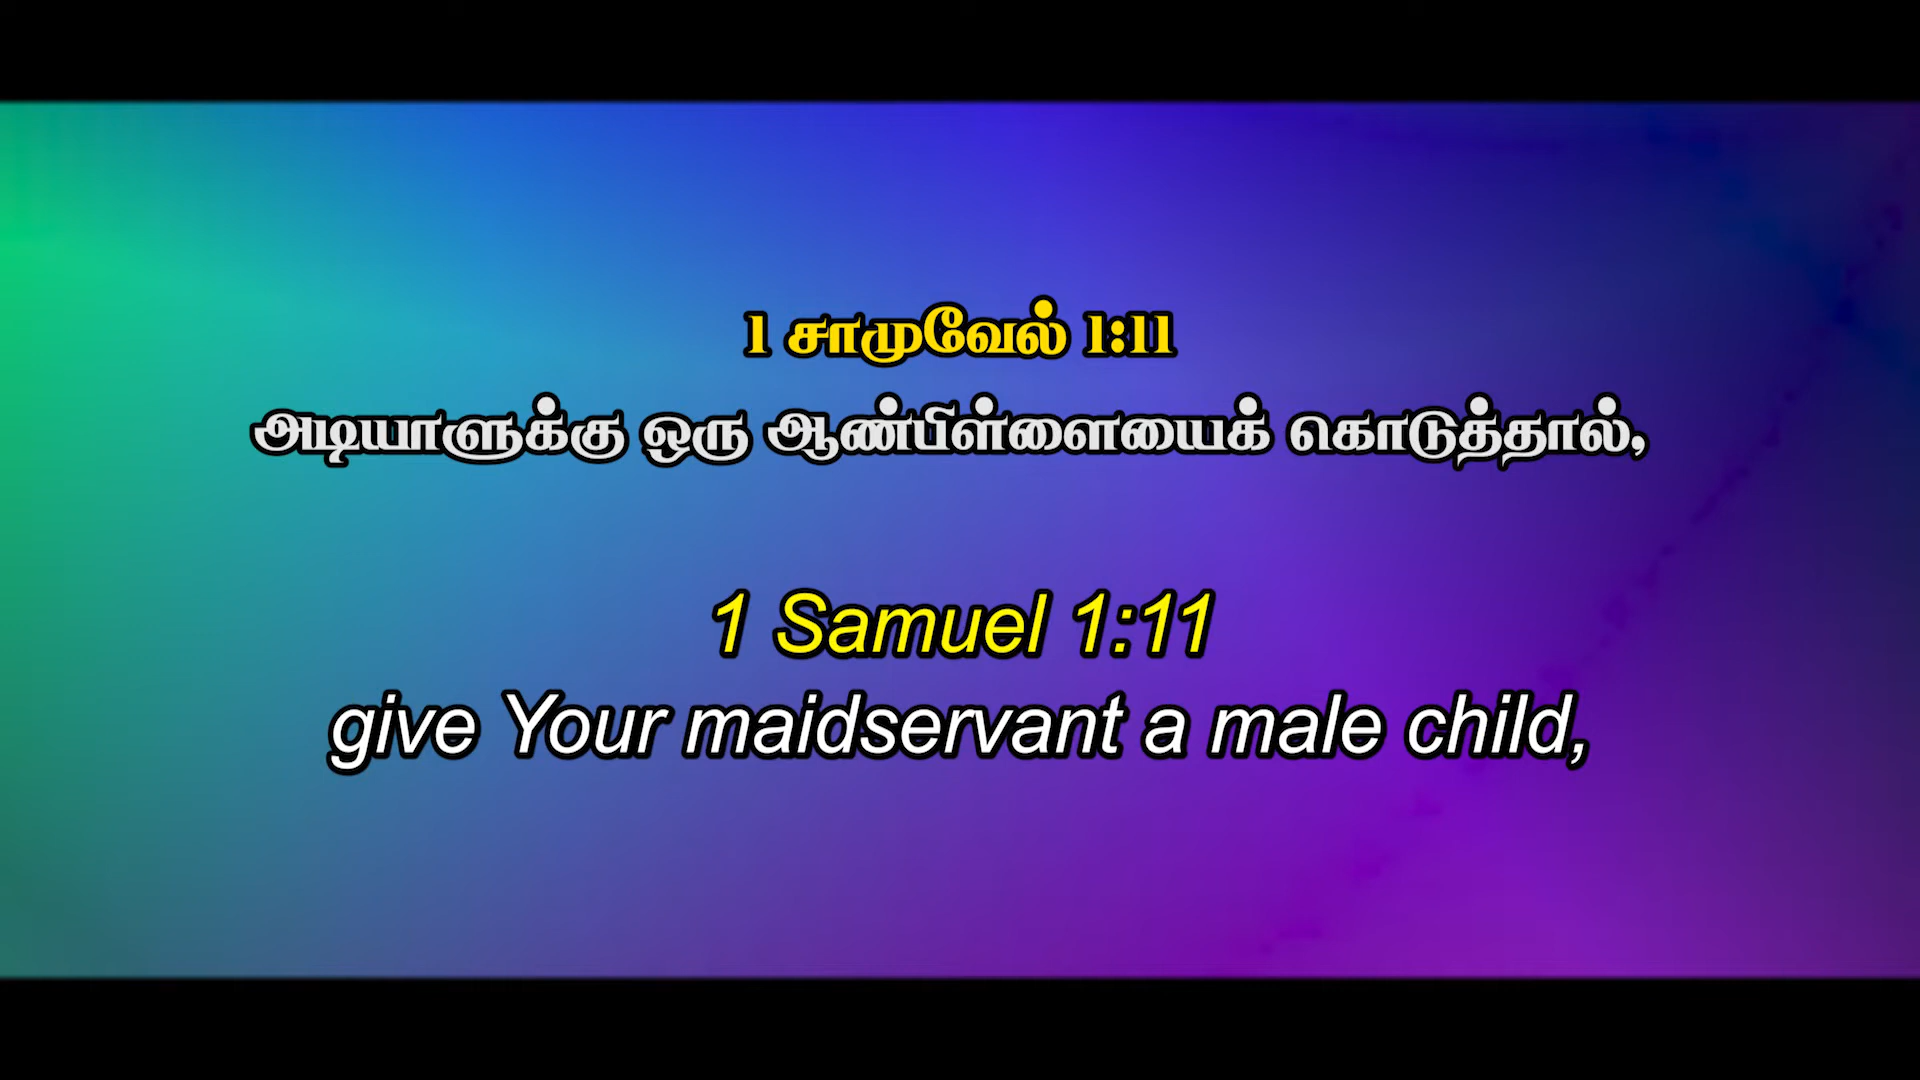 1 சாமுவேல் 1:11
அடியாளுக்கு ஒரு ஆண்பிள்ளையைக் கொடுத்தால்,
1 Samuel 1:11
give Your maidservant a male child,